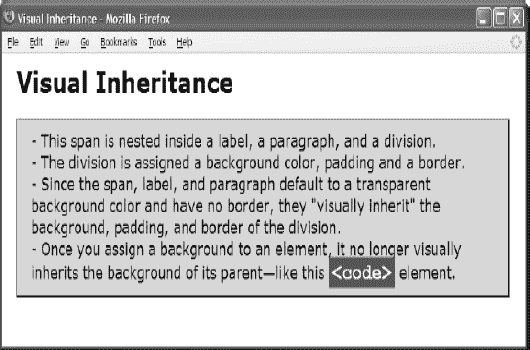 Visual Inheritance - Mozilla Firefox
File Edit View Go Bookmarks Tools Help
Visual Inheritance
- This span is nested inside a label, a paragraph, and a division.
- The division is assigned a background color, padding and a border.
- Since the span, label, and paragraph default to a transparent
background color and have no border, they "visually inherit" the
background, padding, and border of the division.
- Once you assign a background to an element, it no longer visually
inherits the background of its parent—like this <code> element.